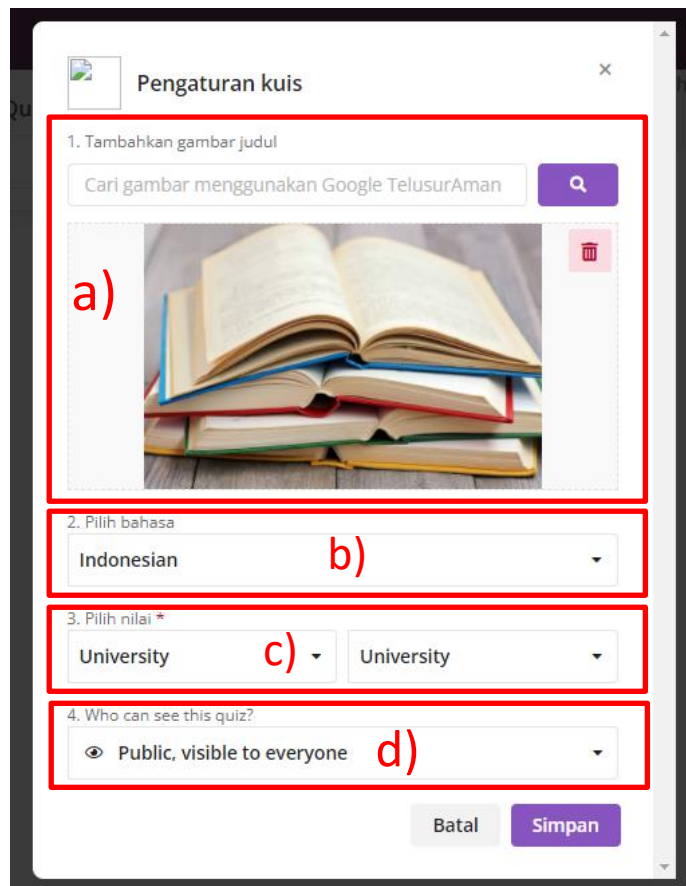 Pengaturan kuis
×
1. Tambahkan gambar judul
Cari gambar menggunakan Google TelusurAman
a)
2. Pilih bahasa
Indonesian
b)
3. Pilih nilai *
University
c)
University
4. Who can see this quiz?
Public, visible to everyone
d)
Batal
Simpan